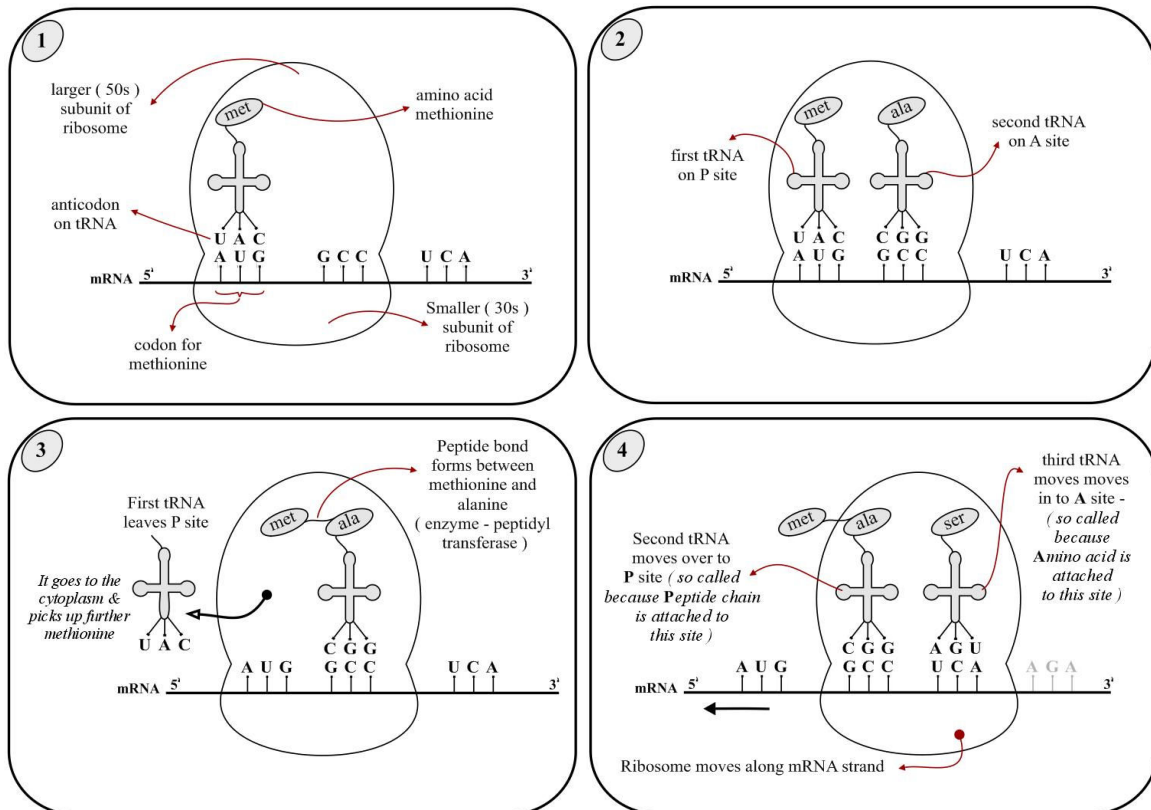 1
larger ( 50s )
subunit of
ribosome
met
amino acid
methionine
anticodon
on tRNA
U A C
A U G
G C C
U C A
mRNA 5' 3'
codon for
methionine
Smaller ( 30s )
subunit of
ribosome
2
met
ala
first tRNA
on P site
second tRNA
on A site
U A C
C G G
A U G
G C C
U C A
mRNA 5' 3'
3
Peptide bond
forms between
methionine and
alanine
( enzyme - peptidyl
transferase )
First tRNA
leaves P site
met
ala
It goes to the
cytoplasm &
picks up further
methionine
U A C
C G G
A U G
G C C
U C A
mRNA 5' 3'
4
third tRNA
moves moves
in to A site -
( so called
because
Amino acid is
attached
to this site )
met
ala
ser
Second tRNA
moves over to
P site ( so called
because Peptide chain
is attached to
this site )
C G G
A G U
A U G
G C C
U C A
A G A
mRNA 5' 3'
Ribosome moves along mRNA strand